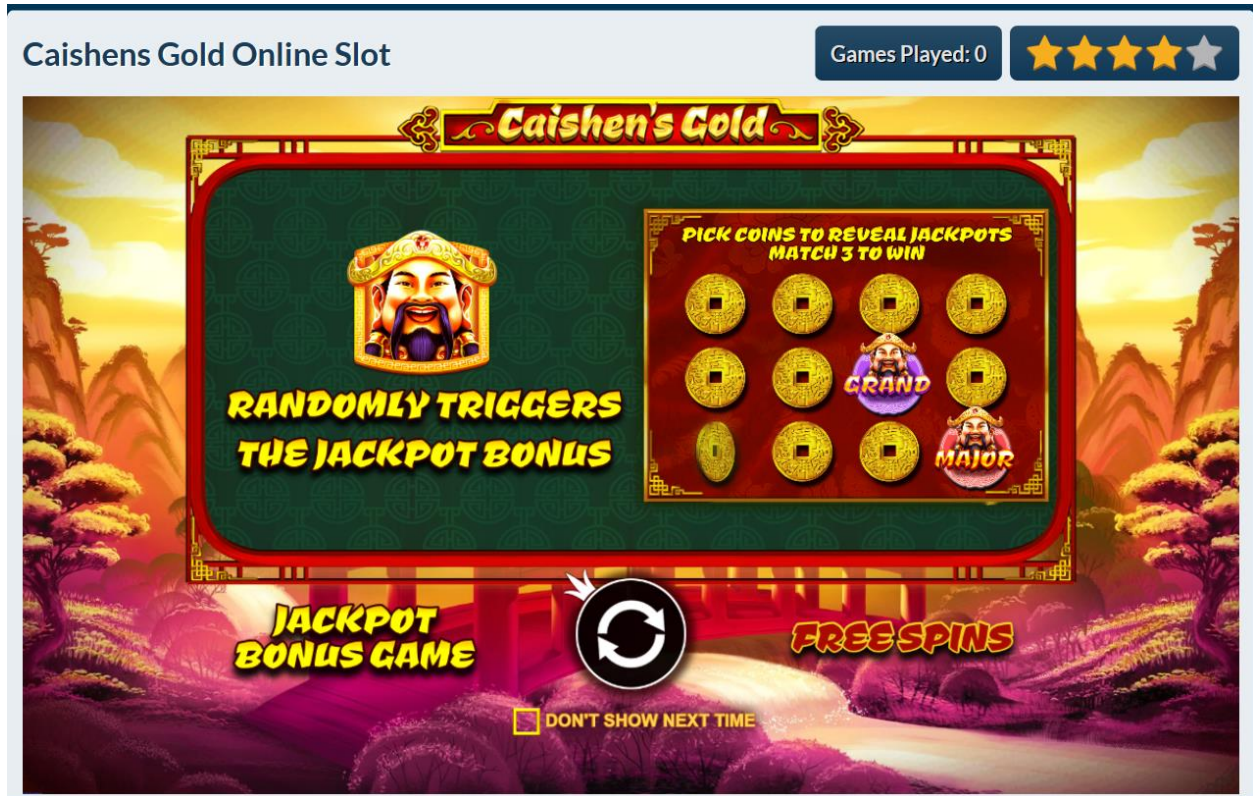 Caishens Gold Online Slot
Games Played: 0
Caishen's Gold
PICK COINS TO REVEAL JACKPOTS
MATCH 3 TO WIN
GRAND
MAJOR
RANDOMLY TRIGGERS
THE JACKPOT BONUS
JACKPOT
BONUS GAME
FREE SPINS
DON'T SHOW NEXT TIME